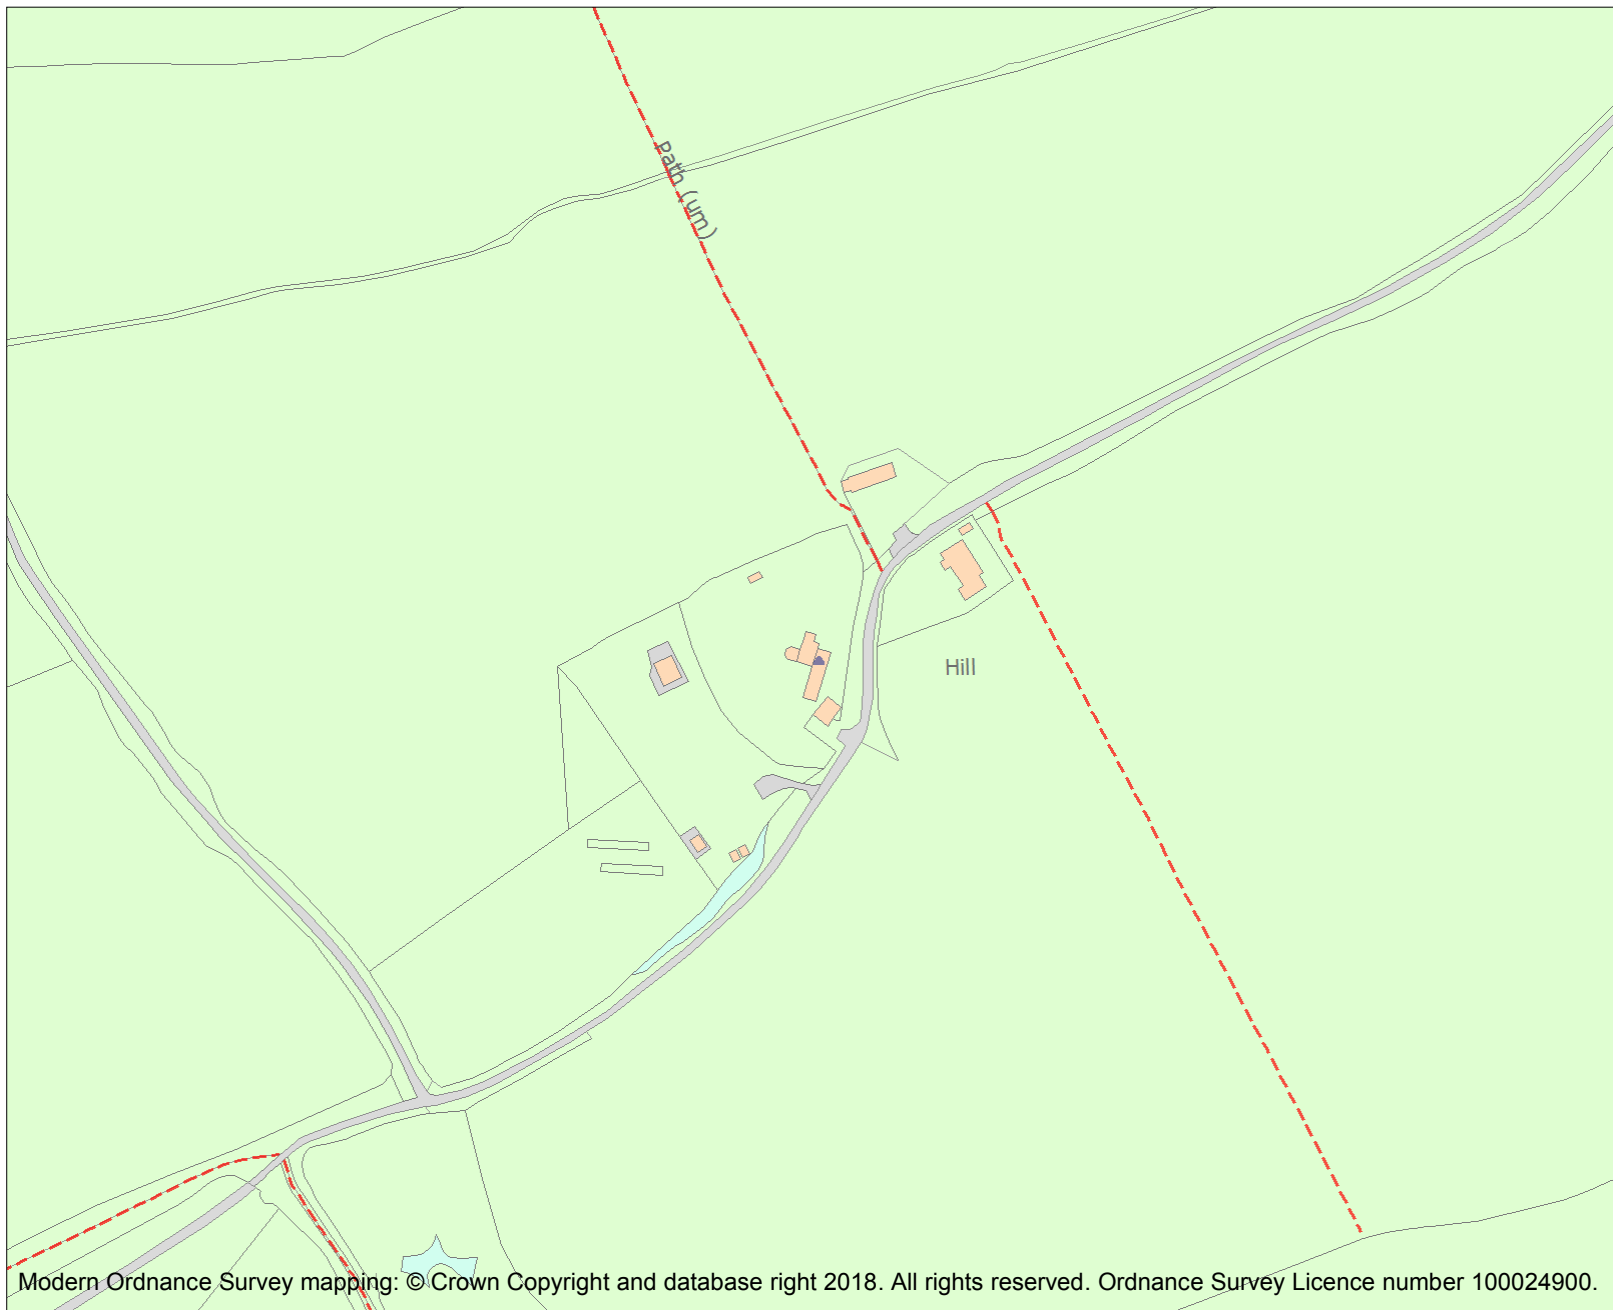 Path (um)
Hill
Modern Ordnance Survey mapping: © Crown Copyright and database right 2018. All rights reserved. Ordnance Survey Licence number 100024900.